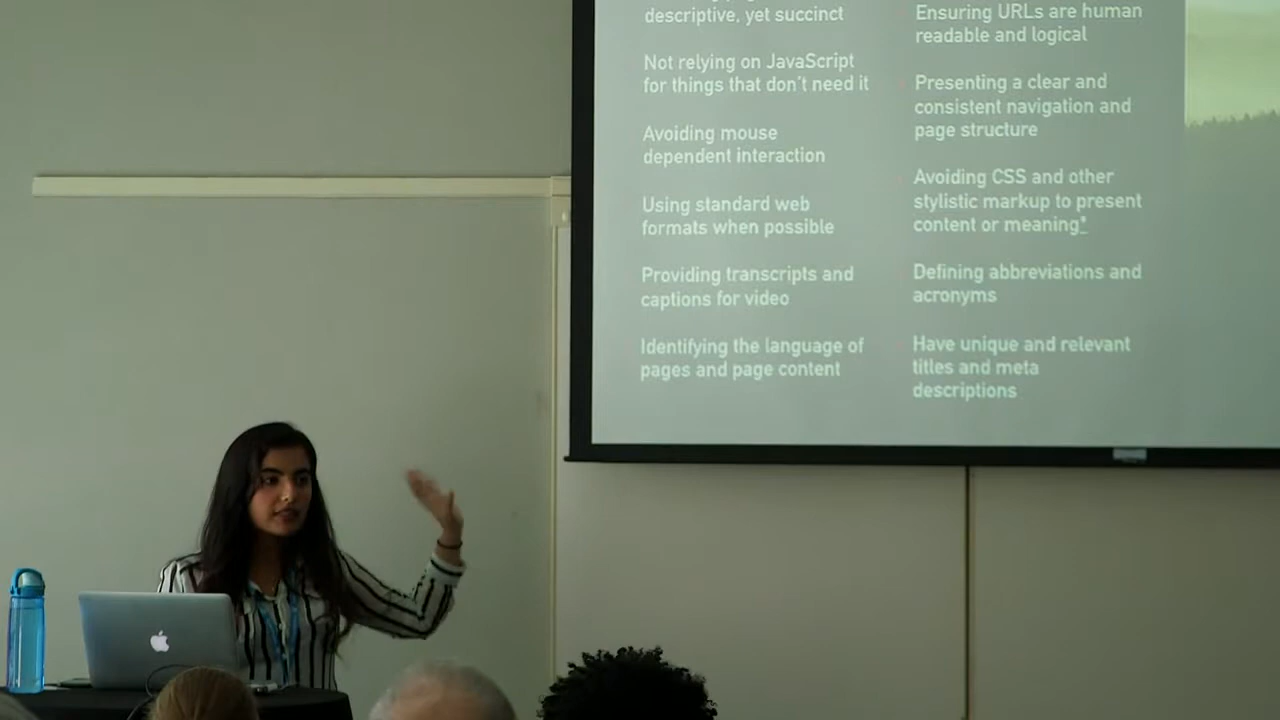 descriptive, yet succinct
Not relying on JavaScript
for things that don't need it
Avoiding mouse
dependent interaction
Using standard web
formats when possible
Providing transcripts and
captions for video
Identifying the language of
pages and page content
Ensuring URLs are human
readable and logical
Presenting a clear and
consistent navigation and
page structure
Avoiding CSS and other
stylistic markup to present
content or meaning*
Defining abbreviations and
acronyms
Have unique and relevant
titles and meta
descriptions